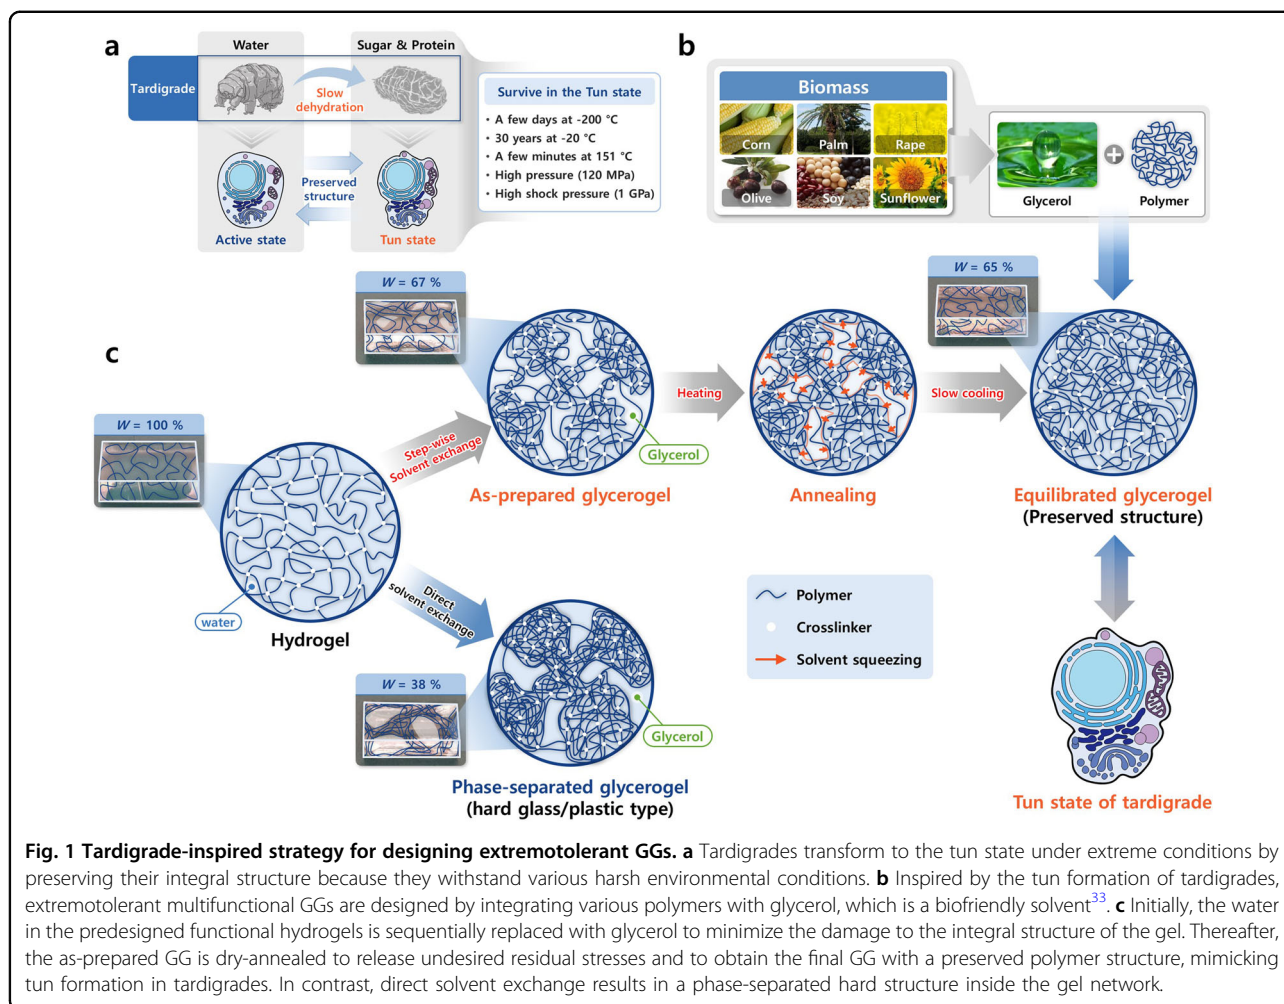 a
Water
Sugar & Protein
Tardigrade
Slow
dehydration
Survive in the Tun state
• A few days at -200 °C
• 30 years at -20 °C
• A few minutes at 151 °C
• High pressure (120 MPa)
• High shock pressure (1 GPa)
Preserved
structure
Active state
Tun state
b
Biomass
Corn
Palm
Rape
Olive
Soy
Sunflower
Glycerol
Polymer
c
W = 100 %
water
Hydrogel
Step-wise
Solvent exchange
W = 67 %
Glycerol
As-prepared glycerogel
Heating
Annealing
Slow cooling
W = 65 %
Equilibrated glycerogel
(Preserved structure)
Direct
solvent exchange
W = 38 %
Glycerol
Phase-separated glycerogel
(hard glass/plastic type)
Polymer
Crosslinker
Solvent squeezing
Tun state of tardigrade
Fig. 1 Tardigrade-inspired strategy for designing extremotolerant GGs. a Tardigrades transform to the tun state under extreme conditions by
preserving their integral structure because they withstand various harsh environmental conditions. b Inspired by the tun formation of tardigrades,
extremotolerant multifunctional GGs are designed by integrating various polymers with glycerol, which is a biofriendly solvent33. c Initially, the water
in the predesigned functional hydrogels is sequentially replaced with glycerol to minimize the damage to the integral structure of the gel. Thereafter,
the as-prepared GG is dry-annealed to release undesired residual stresses and to obtain the final GG with a preserved polymer structure, mimicking
tun formation in tardigrades. In contrast, direct solvent exchange results in a phase-separated hard structure inside the gel network.